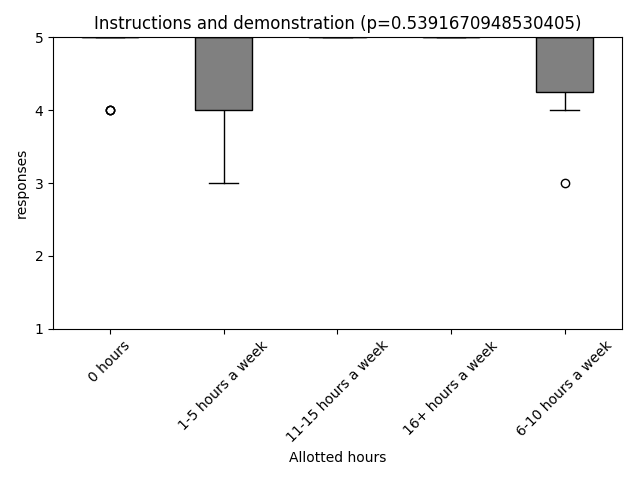 Instructions and demonstration (p=0.5391670948530405)
5
4
3
2
1
responses
0 hours
1-5 hours a week
11-15 hours a week
16+ hours a week
6-10 hours a week
Allotted hours